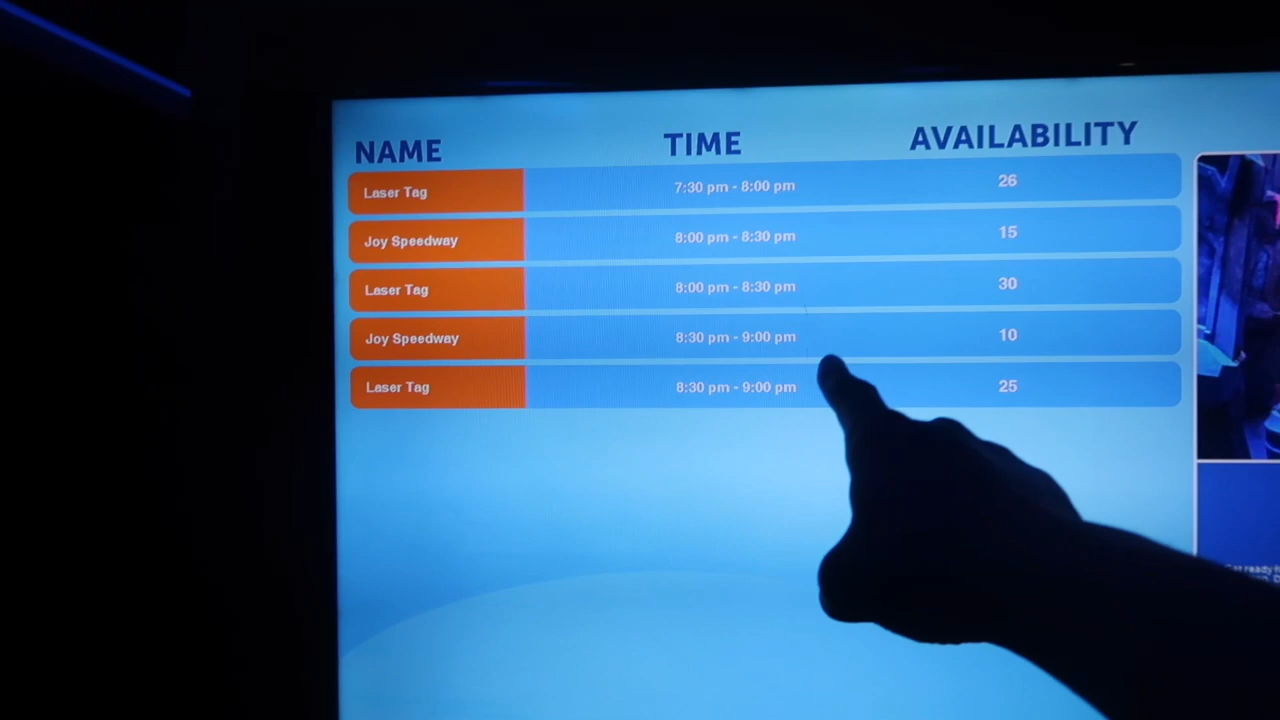 NAME TIME AVAILABILITY
Laser Tag 7:30 pm - 8:00 pm 26
Joy Speedway 8:00 pm - 8:30 pm 15
Laser Tag 8:00 pm - 8:30 pm 30
Joy Speedway 8:30 pm - 9:00 pm 10
Laser Tag 8:30 pm - 9:00 pm 25
ready